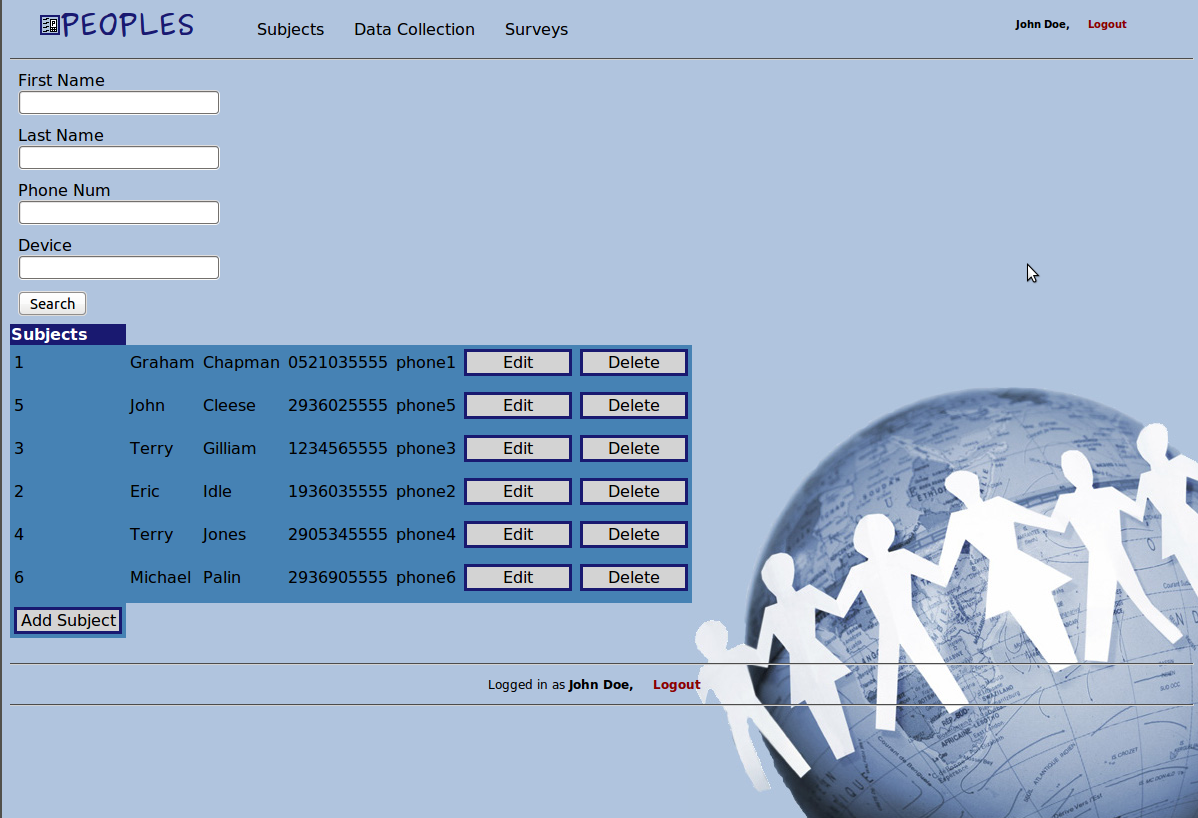 PEOPLES Subjects Data Collection Surveys John Doe, Logout
First Name
Last Name
Phone Num
Device
Search
Subjects
1 Graham Chapman 0521035555 phone1 Edit Delete
5 John Cleese 2936025555 phone5 Edit Delete
3 Terry Gilliam 1234565555 phone3 Edit Delete
2 Eric Idle 1936035555 phone2 Edit Delete
4 Terry Jones 2905345555 phone4 Edit Delete
6 Michael Palin 2936905555 phone6 Edit Delete
Add Subject
Logged in as John Doe, Logout